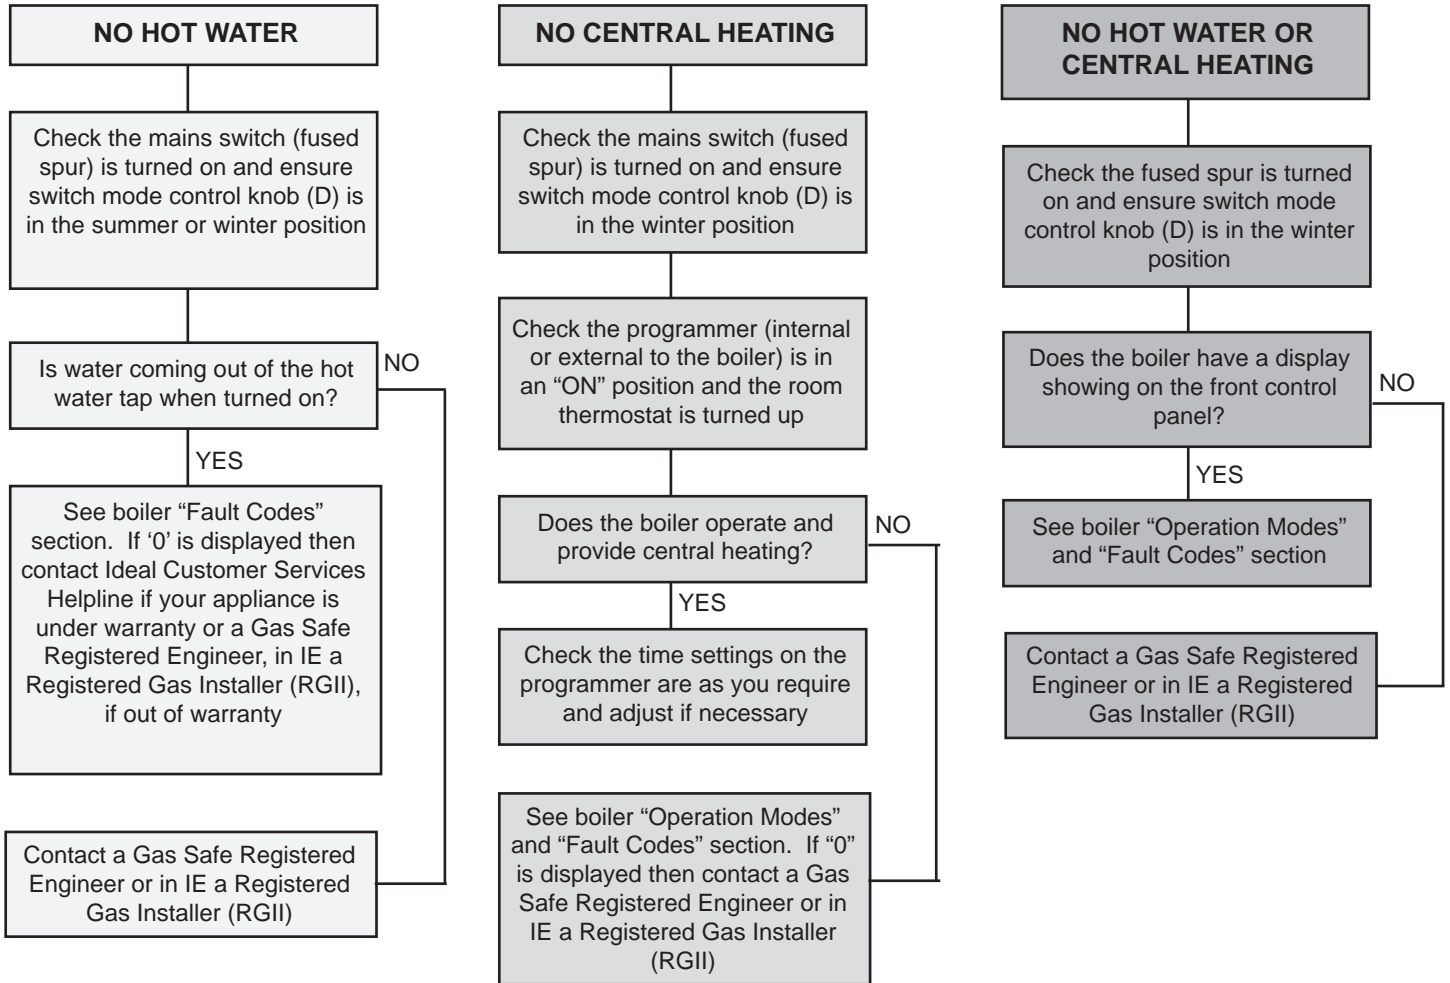 NO HOT WATER
Check the mains switch (fused
spur) is turned on and ensure
switch mode control knob (D) is
in the summer or winter position
Is water coming out of the hot
water tap when turned on?
NO
YES
See boiler “Fault Codes”
section.  If ‘0’ is displayed then
contact Ideal Customer Services
Helpline if your appliance is
under warranty or a Gas Safe
Registered Engineer, in IE a
Registered Gas Installer (RGII),
if out of warranty
Contact a Gas Safe Registered
Engineer or in IE a Registered
Gas Installer (RGII)
NO CENTRAL HEATING
Check the mains switch (fused
spur) is turned on and ensure
switch mode control knob (D) is
in the winter position
Check the programmer (internal
or external to the boiler) is in
an “ON” position and the room
thermostat is turned up
Does the boiler operate and
provide central heating?
NO
YES
Check the time settings on the
programmer are as you require
and adjust if necessary
See boiler “Operation Modes”
and “Fault Codes” section.  If “0”
is displayed then contact a Gas
Safe Registered Engineer or in
IE a Registered Gas Installer
(RGII)
NO HOT WATER OR
CENTRAL HEATING
Check the fused spur is turned
on and ensure switch mode
control knob (D) is in the winter
position
Does the boiler have a display
showing on the front control
panel?
NO
YES
See boiler “Operation Modes”
and “Fault Codes” section
Contact a Gas Safe Registered
Engineer or in IE a Registered
Gas Installer (RGII)